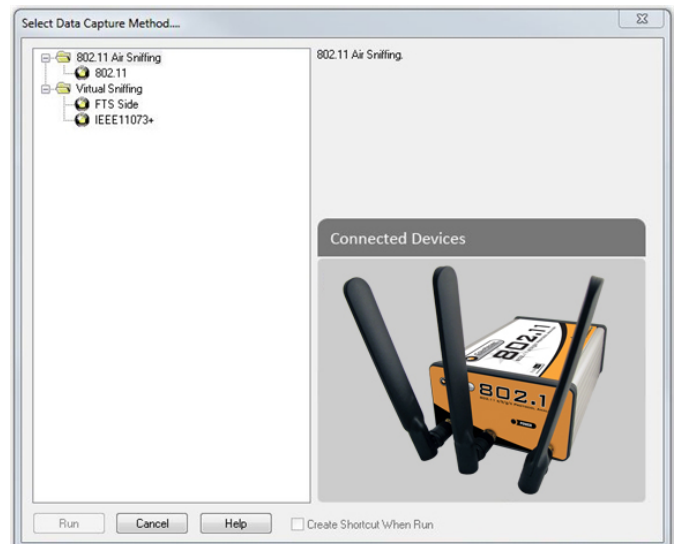 Select Data Capture Method....
802.11 Air Sniffing
802.11
Virtual Sniffing
FTS Side
IEEE11073+
802.11 Air Sniffing.
Connected Devices
802.11
802.1
Run
Cancel
Help
Create Shortcut When Run